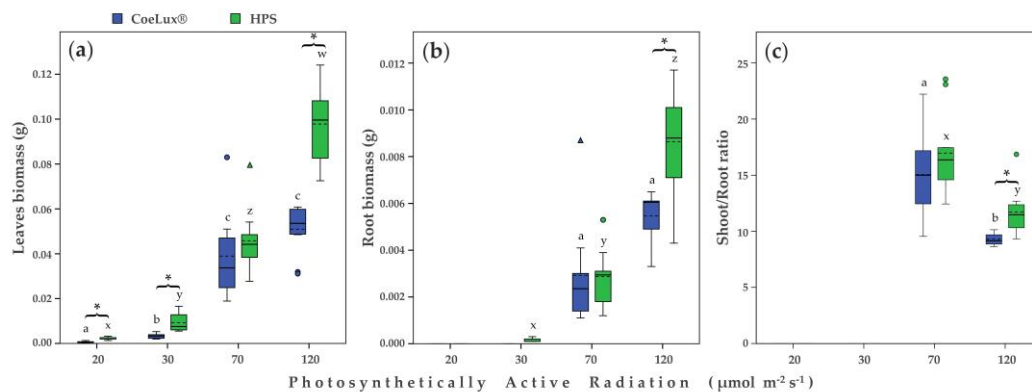 CoeLux® HPS
(a)
Leaves biomass (g)
0.12
0.10
0.08
0.06
0.04
0.02
0.00
20 30 70 120
* a x
* b y
c z
c * w
(b)
Root biomass (g)
0.012
0.010
0.008
0.006
0.004
0.002
0.000
20 30 70 120
x
a y
a * z
(c)
Shoot/Root ratio
25
20
15
10
5
0
20 30 70 120
a x
b * y
Photosynthetically Active Radiation (µmol m⁻² s⁻¹)